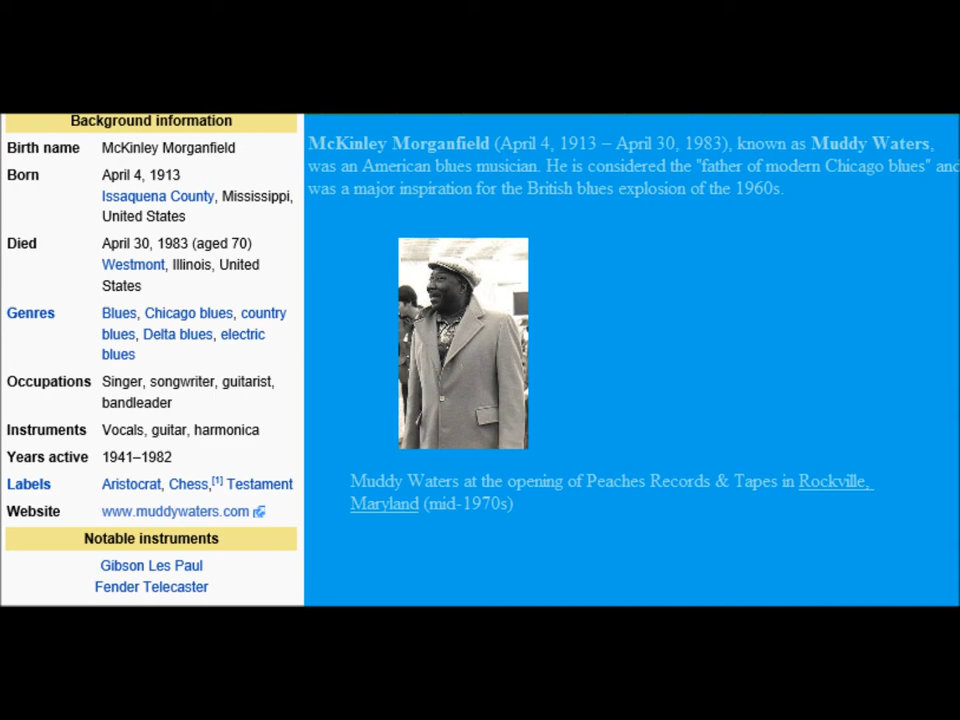 Background information
Birth name McKinley Morganfield
Born April 4, 1913
Issaquena County, Mississippi,
United States
Died April 30, 1983 (aged 70)
Westmont, Illinois, United
States
Genres Blues, Chicago blues, country
blues, Delta blues, electric
blues
Occupations Singer, songwriter, guitarist,
bandleader
Instruments Vocals, guitar, harmonica
Years active 1941–1982
Labels Aristocrat, Chess,[1] Testament
Website www.muddywaters.com
Notable instruments
Gibson Les Paul
Fender Telecaster
McKinley Morganfield (April 4, 1913 – April 30, 1983), known as Muddy Waters,
was an American blues musician. He is considered the "father of modern Chicago blues" and
was a major inspiration for the British blues explosion of the 1960s.
Muddy Waters at the opening of Peaches Records & Tapes in Rockville,
Maryland (mid-1970s)